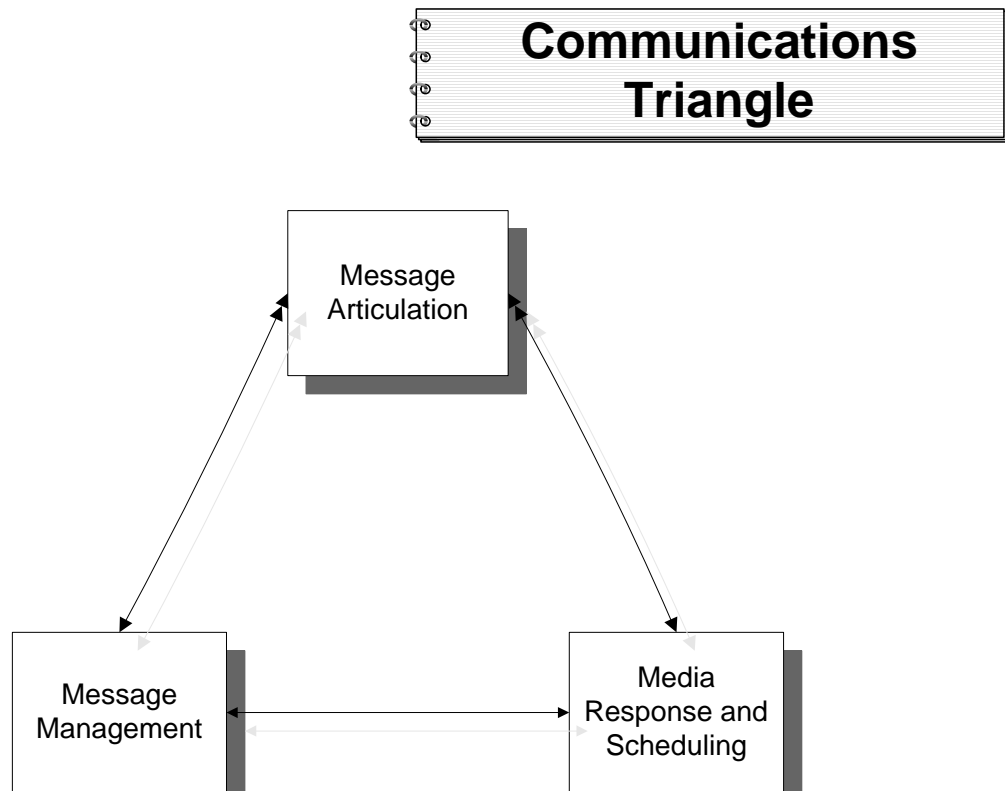 Communications
Triangle
Message
Articulation
Message
Management
Media
Response and
Scheduling